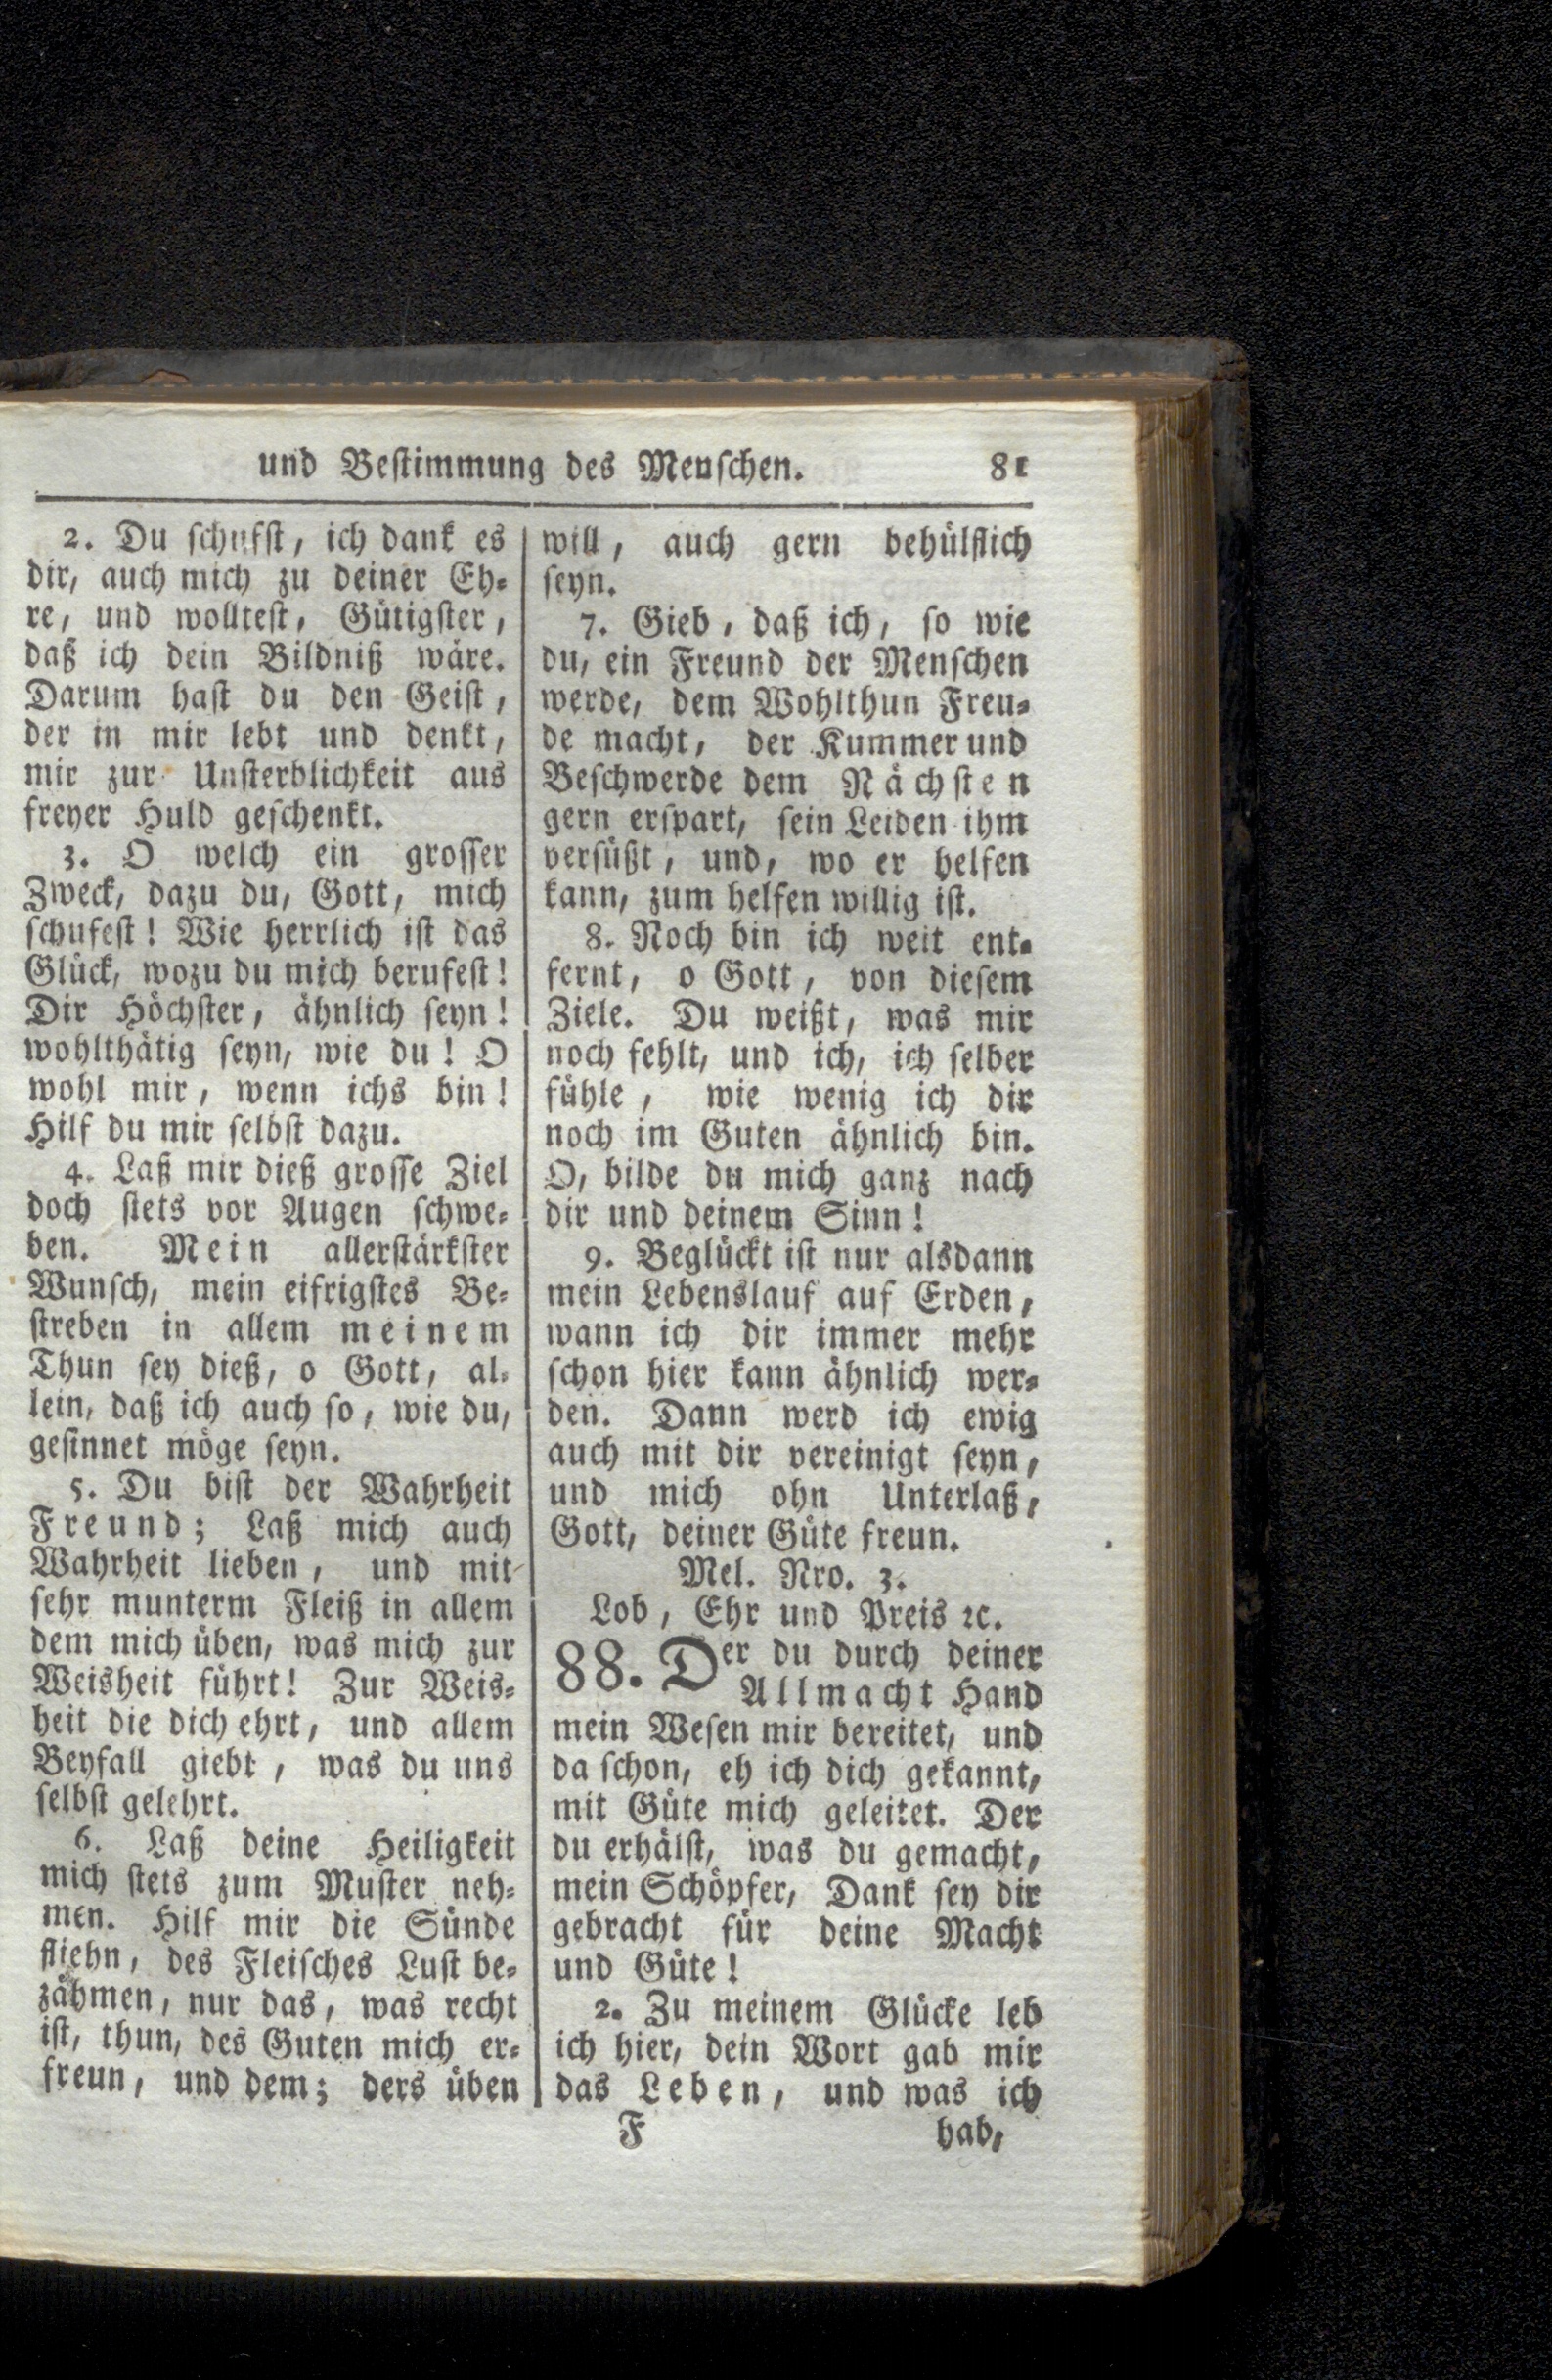 und Beſtimmung des Menſchen. 81
2. Du ſchufſt, ich dank es
dir, auch mich zu deiner Eh⸗
re, und wollteſt, Gütigſter,
daß ich dein Bildniß wäre.
Darum haſt du den Geiſt,
der in mir lebt und denkt,
mir zur Unſterblichkeit aus
freyer Huld geſchenkt.
3. O welch ein groſſer
Zweck, dazu du, Gott, mich
ſchufeſt! Wie herrlich iſt das
Glück, wozu du mich berufeſt!
Dir Höchſter, ähnlich ſeyn!
wohlthätig ſeyn, wie du! O
wohl mir, wenn ichs bin!
Hilf du mir ſelbſt dazu.
4. Laß mir dieß groſſe Ziel
doch ſtets vor Augen ſchwe⸗
ben. Mein allerſtärkſter
Wunſch, mein eifrigſtes Be⸗
ſtreben in allem meinem
Thun ſey dieß, o Gott, al⸗
lein, daß ich auch ſo, wie du,
geſinnet möge ſeyn.
5. Du biſt der Wahrheit
Freund; Laß mich auch
Wahrheit lieben, und mit
ſehr munterm Fleiß in allem
dem mich üben, was mich zur
Weisheit führt! Zur Weis⸗
heit die dich ehrt, und allem
Beyfall giebt, was du uns
ſelbſt gelehrt.
6. Laß deine Heiligkeit
mich ſtets zum Muſter neh⸗
men. Hilf mir die Sünde
fliehn, des Fleiſches Luſt be⸗
zähmen, nur das, was recht
iſt, thun, des Guten mich er⸗
freun, und dem; ders üben
will, auch gern behülflich
ſeyn.
7. Gieb, daß ich, ſo wie
du, ein Freund der Menſchen
werde, dem Wohlthun Freu⸗
de macht, der Kummer und
Beſchwerde dem Nächſten
gern erſpart, ſein Leiden ihm
verſüßt, und, wo er helfen
kann, zum helfen willig iſt.
8. Noch bin ich weit ent⸗
fernt, o Gott, von dieſem
Ziele. Du weißt, was mir
noch fehlt, und ich, ich ſelber
fühle, wie wenig ich dir
noch im Guten ähnlich bin.
O, bilde du mich ganz nach
dir und deinem Sinn!
9. Beglückt iſt nur alsdann
mein Lebenslauf auf Erden,
wann ich dir immer mehr
ſchon hier kann ähnlich wer⸗
den. Dann werd ich ewig
auch mit dir vereinigt ſeyn,
und mich ohn Unterlaß,
Gott, deiner Güte freun.
Mel. Nro. 3.
Lob, Ehr und Preis ꝛc.
88. Der du durch deiner
Allmacht Hand
mein Weſen mir bereitet, und
da ſchon, eh ich dich gekannt,
mit Güte mich geleitet. Der
du erhälſt, was du gemacht,
mein Schöpfer, Dank ſey dir
gebracht für deine Macht
und Güte!
2. Zu meinem Glücke leb
ich hier, dein Wort gab mir
das Leben, und was ich
F hab,